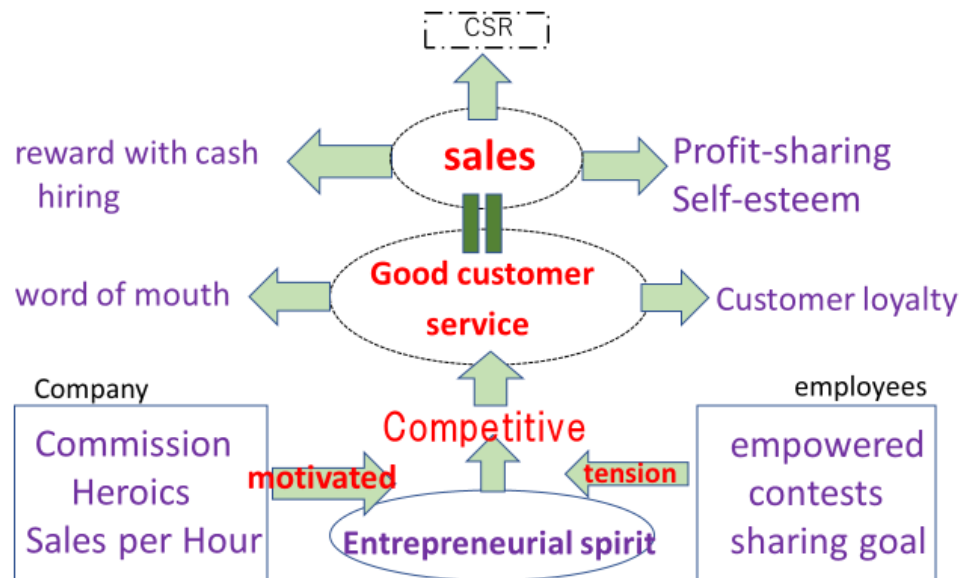 CSR
reward with cash
hiring
sales
Profit-sharing
Self-esteem
word of mouth
Good customer
service
Customer loyalty
Company
employees
Commission
Heroics
Sales per Hour
motivated
Competitive
tension
Entrepreneurial spirit
empowered
contests
sharing goal